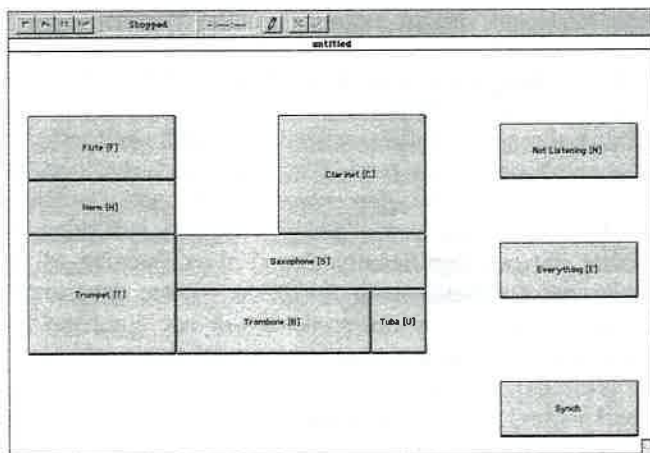 Stopped
untitled
Flute [F]
Clarinet [C]
Not Listening [N]
Horn [H]
Saxophone [S]
Everything [E]
Trumpet [T]
Trombone [B]
Tuba [U]
Synch